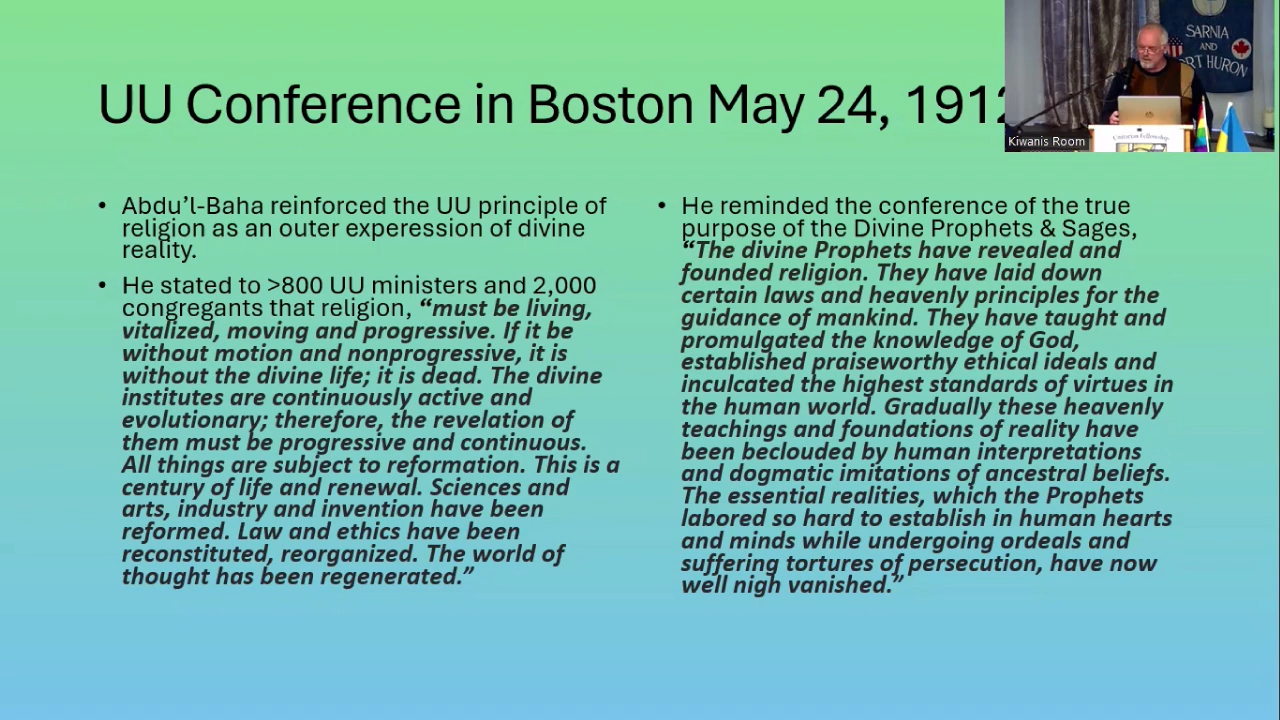 UU Conference in Boston May 24, 1912
SARNIA
AND
RT HURON
Kiwanis Room
Unitarian Fellowship
• Abdu’l-Baha reinforced the UU principle of
religion as an outer experession of divine
reality.
• He stated to >800 UU ministers and 2,000
congregants that religion, “must be living,
vitalized, moving and progressive. If it be
without motion and nonprogressive, it is
without the divine life; it is dead. The divine
institutes are continuously active and
evolutionary; therefore, the revelation of
them must be progressive and continuous.
All things are subject to reformation. This is a
century of life and renewal. Sciences and
arts, industry and invention have been
reformed. Law and ethics have been
reconstituted, reorganized. The world of
thought has been regenerated.”
• He reminded the conference of the true
purpose of the Divine Prophets & Sages,
“The divine Prophets have revealed and
founded religion. They have laid down
certain laws and heavenly principles for the
guidance of mankind. They have taught and
promulgated the knowledge of God,
established praiseworthy ethical ideals and
inculcated the highest standards of virtues in
the human world. Gradually these heavenly
teachings and foundations of reality have
been beclouded by human interpretations
and dogmatic imitations of ancestral beliefs.
The essential realities, which the Prophets
labored so hard to establish in human hearts
and minds while undergoing ordeals and
suffering tortures of persecution, have now
well nigh vanished.”